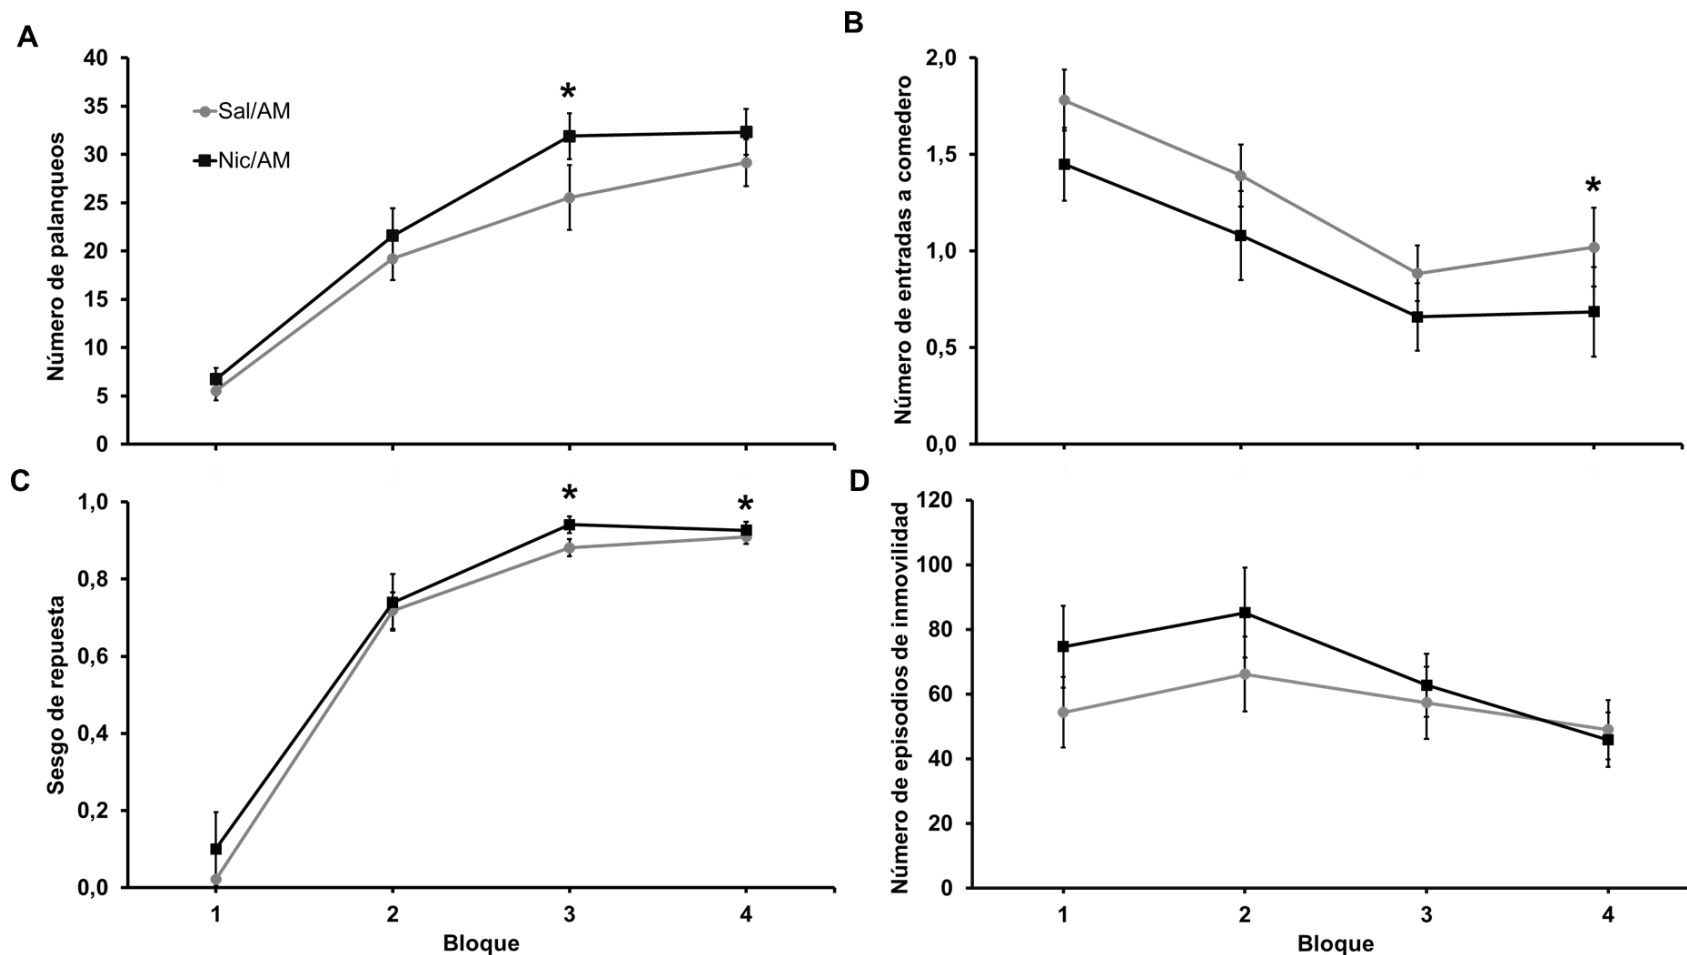 A
Número de palanqueos
40
35
30
25
20
15
10
5
0
Sal/AM
Nic/AM
*
B
Número de entradas a comedero
2,0
1,5
1,0
0,5
0,0
*
C
Sesgo de repuesta
1,0
0,8
0,6
0,4
0,2
0,0
* *
1 2 3 4
Bloque
D
Número de episodios de inmovilidad
120
100
80
60
40
20
0
1 2 3 4
Bloque